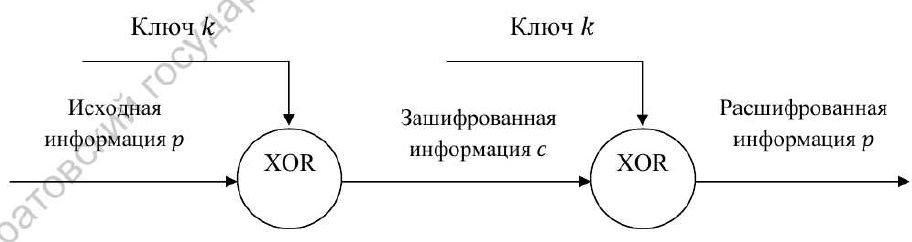 Ключ k
Ключ k
Исходная
информация p
XOR
Зашифрованная
информация c
XOR
Расшифрованная
информация p